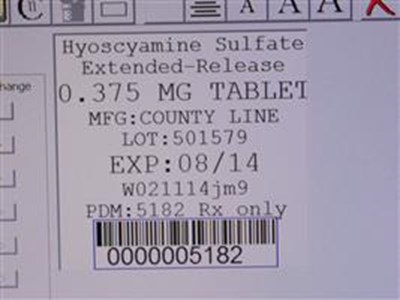 Hyoscyamine Sulfate
Extended-Release
0.375 MG TABLET
MFG:COUNTY LINE
LOT:501579
EXP:08/14
W021114jm9
PDM:5182 Rx only
0000005182
hange
A A A